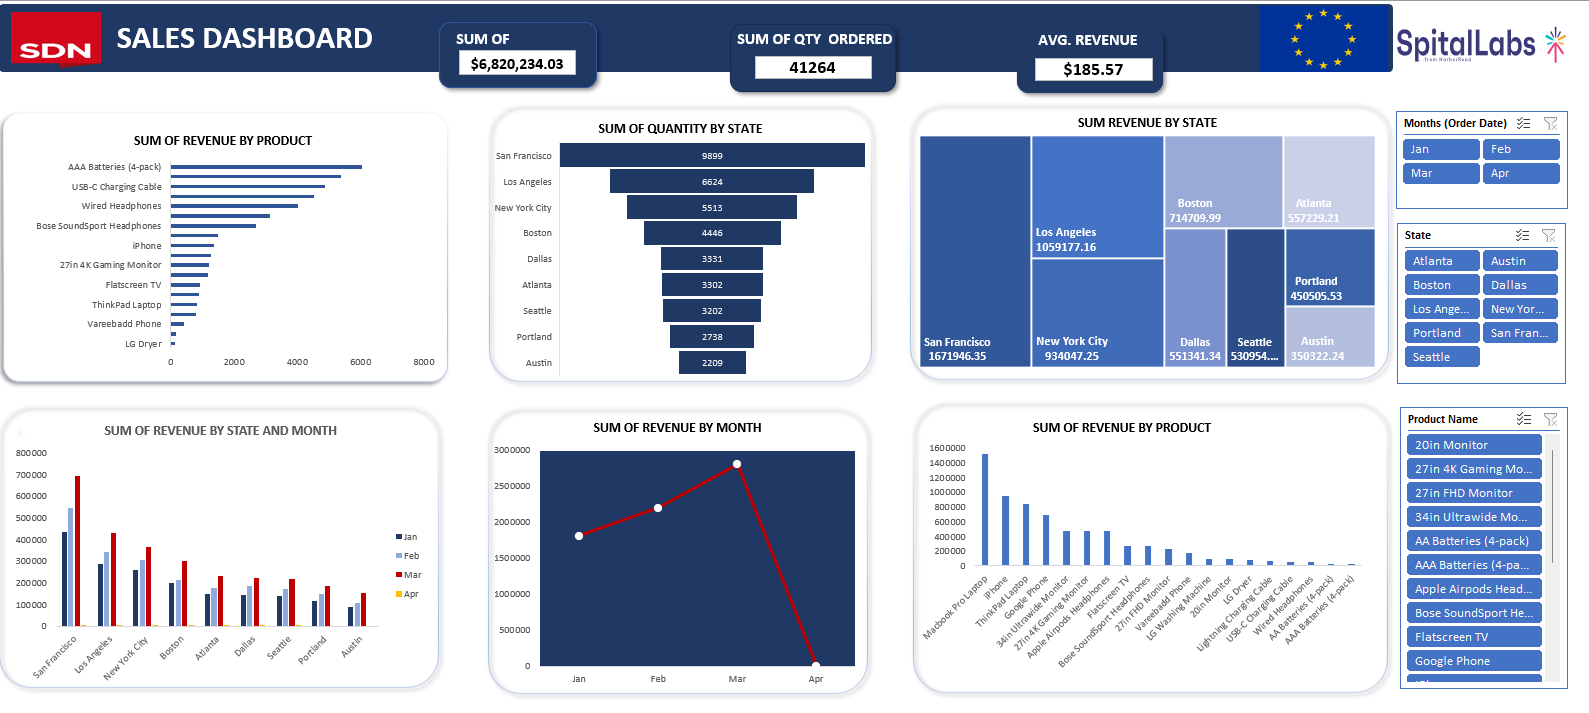 SDN
SALES DASHBOARD
SUM OF
$6,820,234.03
SUM OF QTY ORDERED
41264
AVG. REVENUE
$185.57
SpitalLabs
...from HarborRead
SUM OF REVENUE BY PRODUCT
AAA Batteries (4-pack)
USB-C Charging Cable
Wired Headphones
Bose SoundSport Headphones
iPhone
27in 4K Gaming Monitor
Flatscreen TV
ThinkPad Laptop
Vareebadd Phone
LG Dryer
0 2000 4000 6000 8000
SUM OF QUANTITY BY STATE
San Francisco 9899
Los Angeles 6624
New York City 5513
Boston 4446
Dallas 3331
Atlanta 3302
Seattle 3202
Portland 2738
Austin 2209
SUM REVENUE BY STATE
San Francisco
1671946.35
Los Angeles
1059177.16
New York City
934047.25
Boston
714709.99
Atlanta
557229.21
Dallas
551341.34
Seattle
530954....
Portland
450505.53
Austin
350322.24
Months (Order Date)
Jan Feb
Mar Apr
State
Atlanta Austin
Boston Dallas
Los Ange... New Yor...
Portland San Fran...
Seattle
SUM OF REVENUE BY STATE AND MONTH
800000
700000
600000
500000
400000
300000
200000
100000
0
San Francisco
Los Angeles
New York City
Boston
Atlanta
Dallas
Seattle
Portland
Austin
Jan
Feb
Mar
Apr
SUM OF REVENUE BY MONTH
3000000
2500000
2000000
1500000
1000000
500000
0
Jan Feb Mar Apr
SUM OF REVENUE BY PRODUCT
1600000
1400000
1200000
1000000
800000
600000
400000
200000
0
Macbook Pro Laptop
iPhone
ThinkPad Laptop
Google Phone
34in Ultrawide Monitor
27in 4K Gaming Monitor
Apple Airpods Headphones
Flatscreen TV
Bose SoundSport Headphones
27in FHD Monitor
Vareebadd Phone
LG Washing Machine
20in Monitor
LG Dryer
Lightning Charging Cable
USB-C Charging Cable
Wired Headphones
AA Batteries (4-pack)
AAA Batteries (4-pack)
Product Name
20in Monitor
27in 4K Gaming Mo...
27in FHD Monitor
34in Ultrawide Mo...
AA Batteries (4-pack)
AAA Batteries (4-pa...
Apple Airpods Head...
Bose SoundSport He...
Flatscreen TV
Google Phone